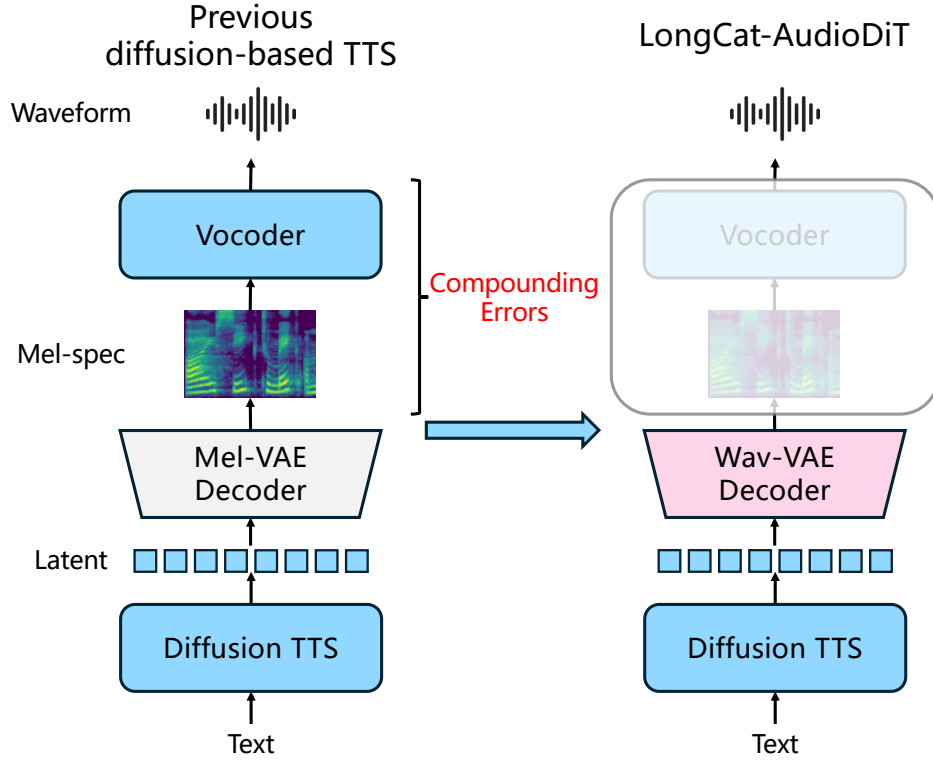 Previous
diffusion-based TTS
LongCat-AudioDiT
Waveform
Vocoder
Vocoder
Compounding
Errors
Mel-spec
Mel-VAE
Decoder
Wav-VAE
Decoder
Latent
Diffusion TTS
Diffusion TTS
Text
Text